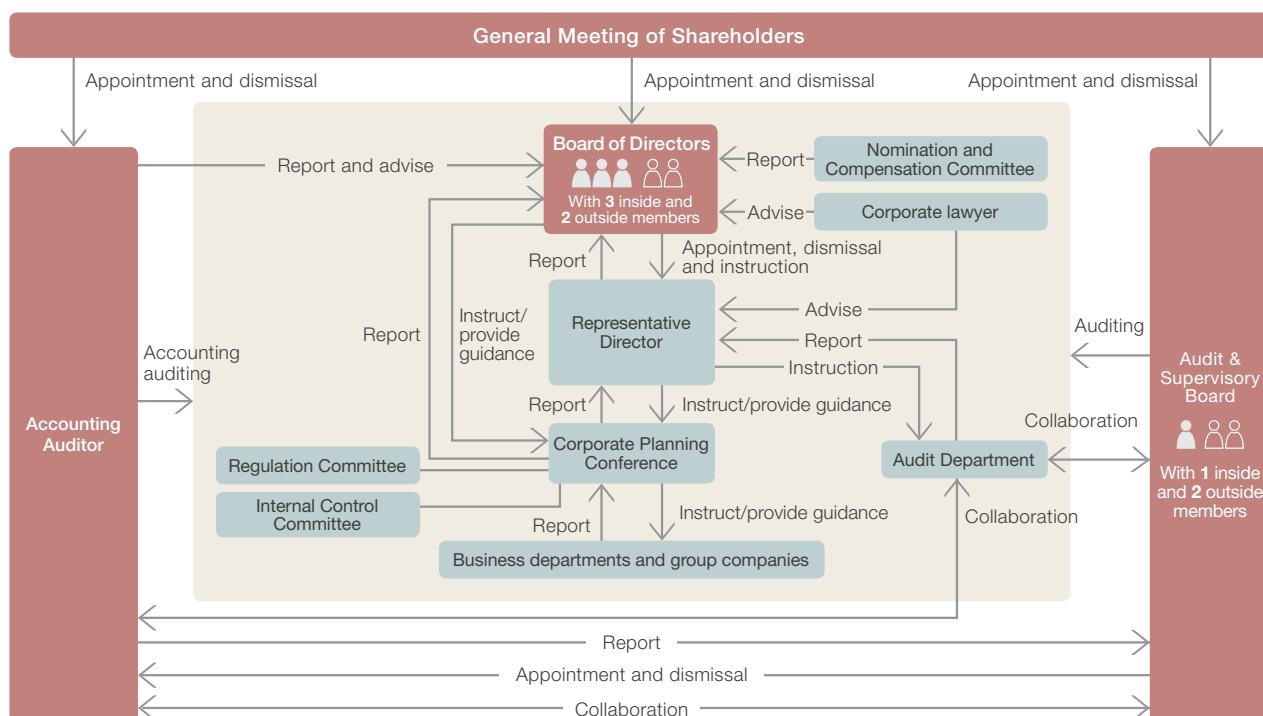 General Meeting of Shareholders
Appointment and dismissal
Appointment and dismissal
Appointment and dismissal
Board of Directors
With 3 inside and
2 outside members
Report and advise
Report
Nomination and
Compensation Committee
Advise
Corporate lawyer
Report
Appointment, dismissal
and instruction
Report
Instruct/
provide
guidance
Representative
Director
Advise
Report
Instruction
Accounting
auditing
Auditing
Accounting
Auditor
Audit &
Supervisory
Board
With 1 inside
and 2 outside
members
Report
Instruct/provide guidance
Collaboration
Corporate Planning
Conference
Regulation Committee
Audit Department
Internal Control
Committee
Report
Instruct/provide guidance
Collaboration
Business departments and group companies
Report
Appointment and dismissal
Collaboration